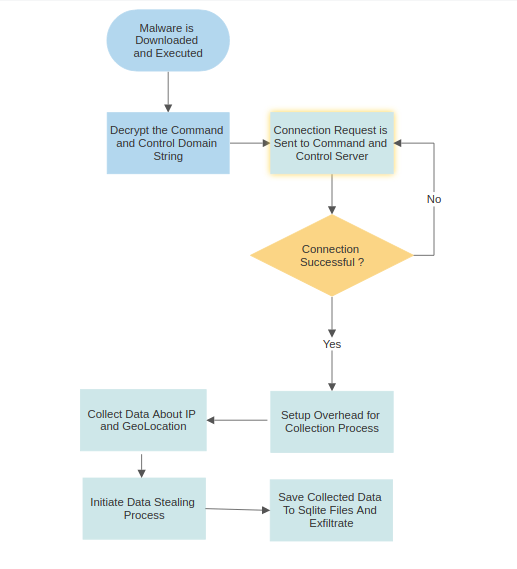 Malware is
Downloaded
and Executed
Decrypt the Command
and Control Domain
String
Connection Request is
Sent to Command and
Control Server
No
Connection
Successful ?
Yes
Setup Overhead for
Collection Process
Collect Data About IP
and GeoLocation
Initiate Data Stealing
Process
Save Collected Data
To Sqlite Files And
Exfiltrate